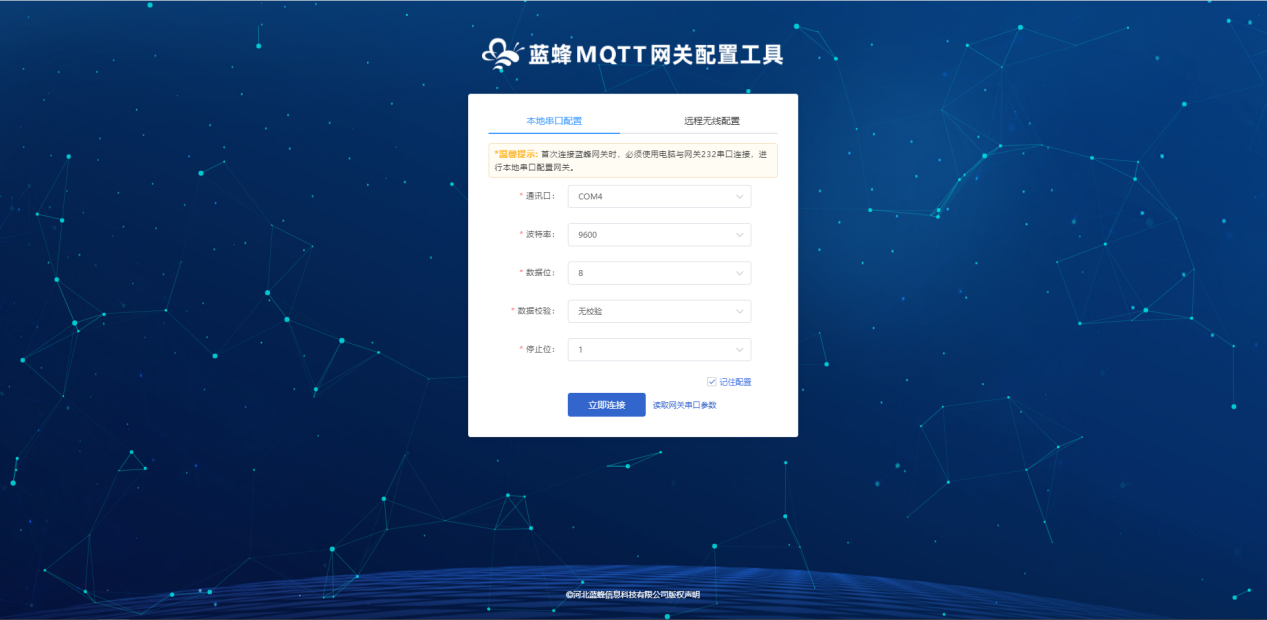 蓝蜂MQTT网关配置工具
本地串口配置 远程无线配置
*温馨提示: 首次连接蓝蜂网关时，必须使用电脑与网关232串口连接，进
行本地串口配置网关。
* 通讯口： COM4
* 波特率： 9600
* 数据位： 8
* 数据校验： 无校验
* 停止位： 1
记住配置
立即连接 读取网关串口参数
©河北蓝蜂信息科技有限公司版权声明